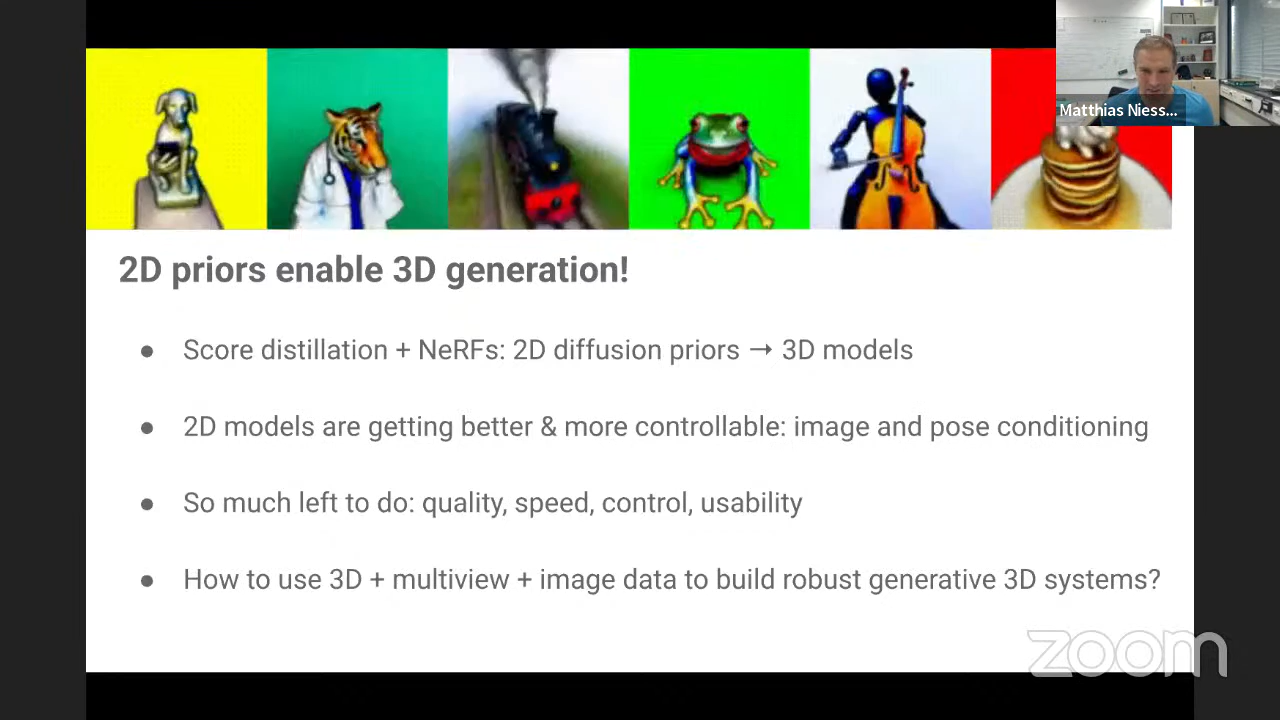 Matthias Niess...
2D priors enable 3D generation!
● Score distillation + NeRFs: 2D diffusion priors → 3D models
● 2D models are getting better & more controllable: image and pose conditioning
● So much left to do: quality, speed, control, usability
● How to use 3D + multiview + image data to build robust generative 3D systems?
zoom